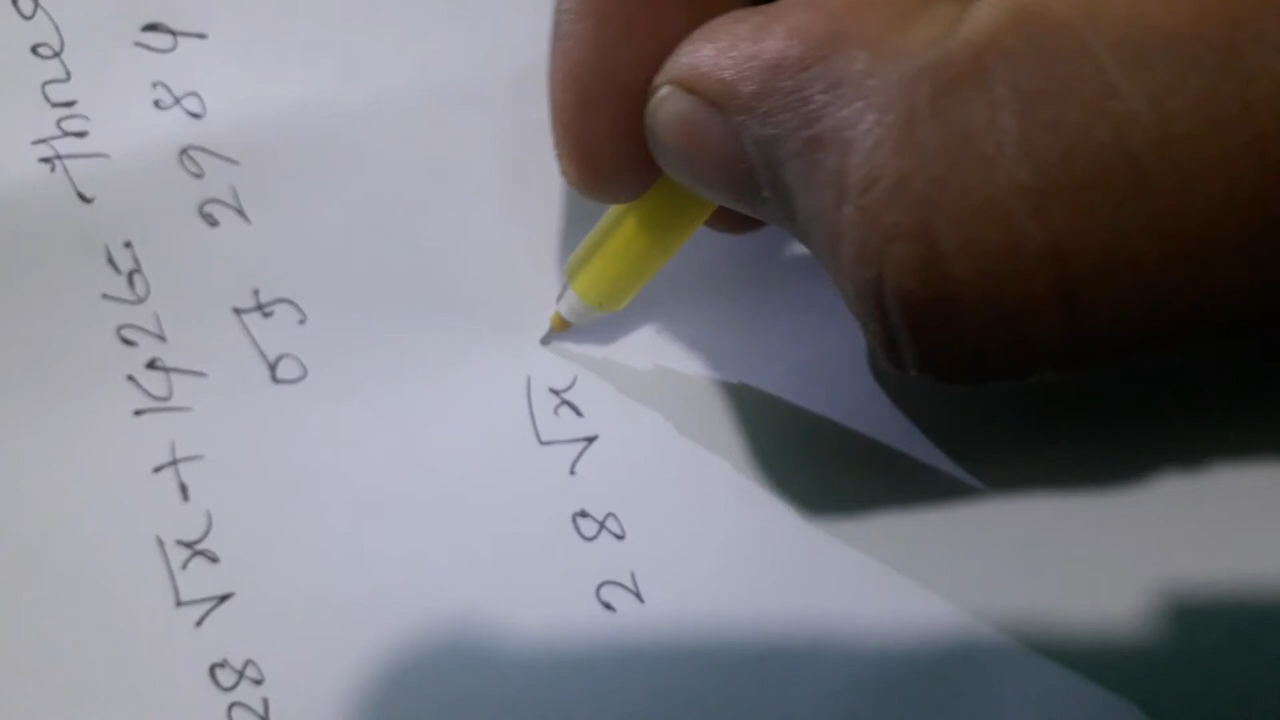 28 √x + 1426 = three
of 2984
28 √x